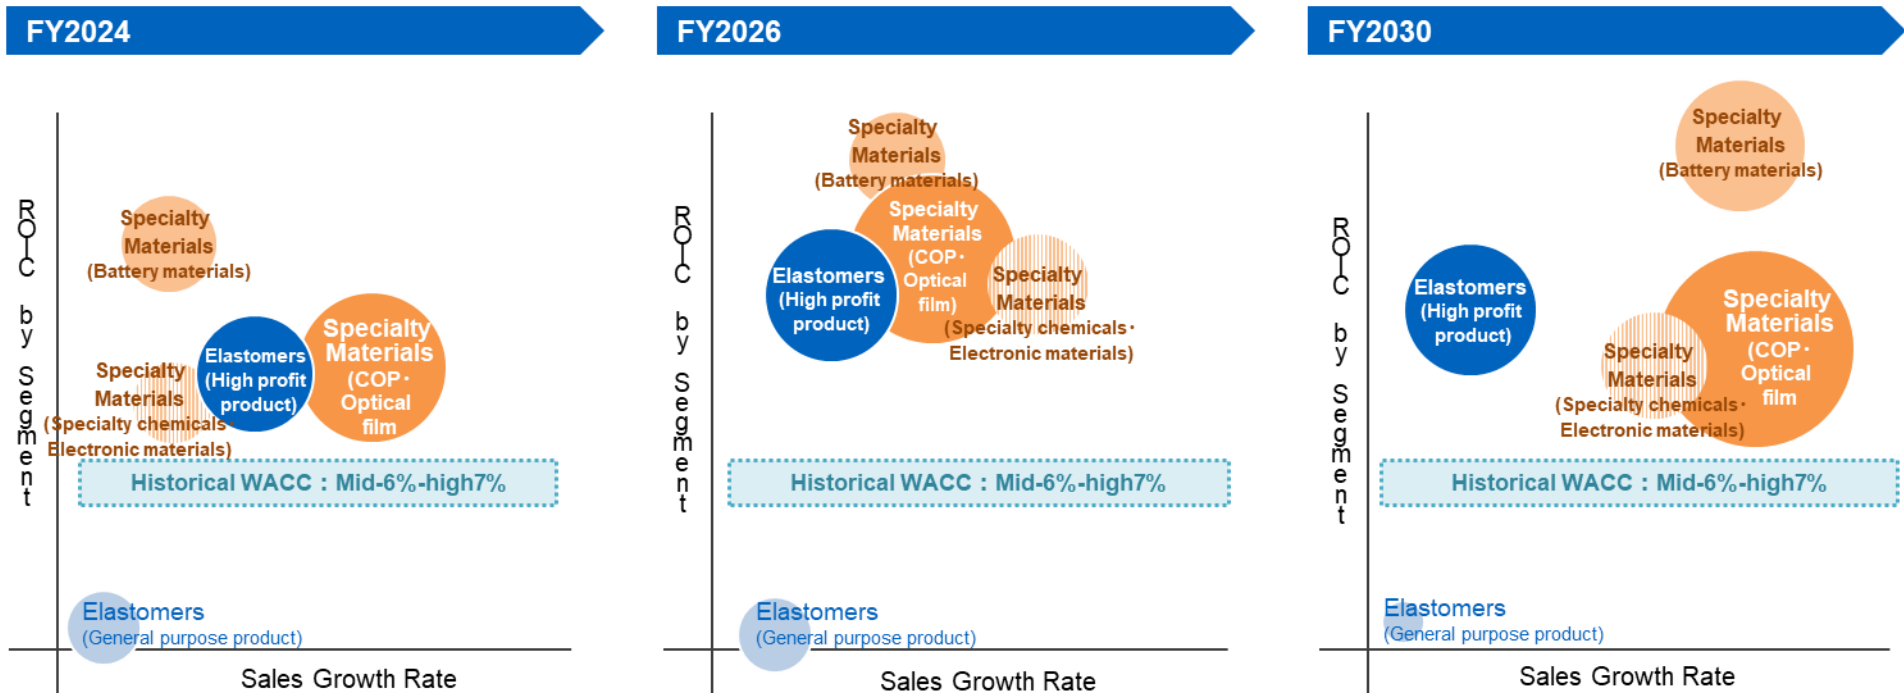 FY2024
ROIC by Segment
Specialty
Materials
(Battery materials)
Specialty
Materials
(Specialty chemicals・
Electronic materials)
Elastomers
(High profit
product)
Specialty
Materials
(COP・
Optical
film
Historical WACC：Mid-6%-high7%
Elastomers
(General purpose product)
Sales Growth Rate
FY2026
ROIC by Segment
Specialty
Materials
(Battery materials)
Specialty
Materials
(COP・
Optical
film)
Elastomers
(High profit
product)
Specialty
Materials
(Specialty chemicals・
Electronic materials)
Historical WACC：Mid-6%-high7%
Elastomers
(General purpose product)
Sales Growth Rate
FY2030
ROIC by Segment
Specialty
Materials
(Battery materials)
Elastomers
(High profit
product)
Specialty
Materials
(COP・
Optical
film
Specialty
Materials
(Specialty chemicals・
Electronic materials)
Historical WACC：Mid-6%-high7%
Elastomers
(General purpose product)
Sales Growth Rate